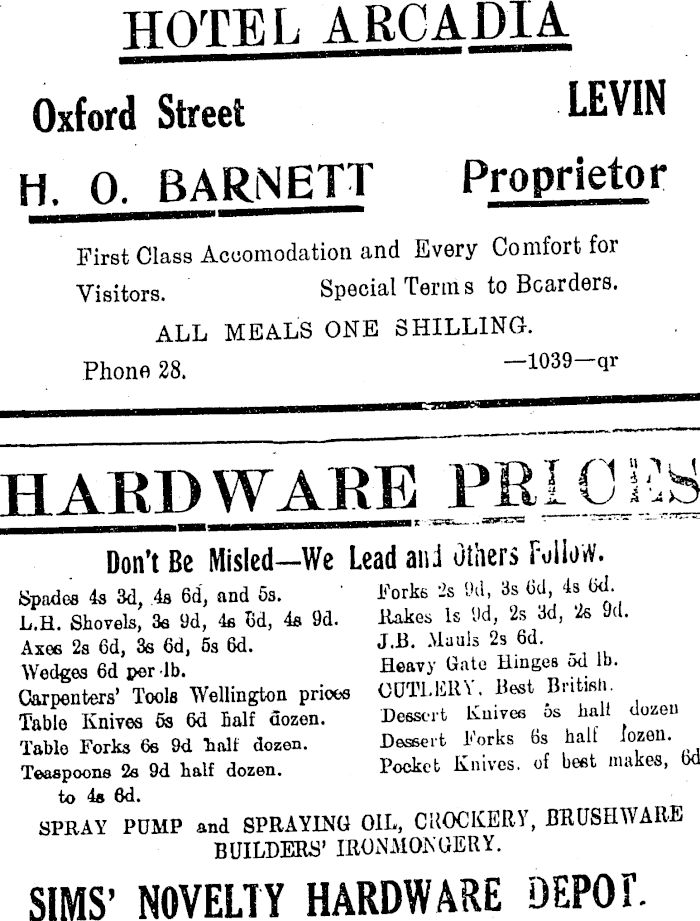 HOTEL ARCADIA
Oxford Street LEVIN
H. O. BARNETT Proprietor
First Class Accomodation and Every Comfort for
Visitors. Special Terms to Boarders.
ALL MEALS ONE SHILLING.
Phone 28. —1039—qr
HARDWARE PRICES
Don't Be Misled—We Lead and Others Follow.
Spades 4s 3d, 4s 6d, and 5s.
L.H. Shovels, 3s 9d, 4s 6d, 4s 9d.
Axes 2s 6d, 3s 6d, 5s 6d.
Wedges 6d per lb.
Carpenters' Tools Wellington prices
Table Knives 5s 6d half dozen.
Table Forks 6s 9d half dozen.
Teaspoons 2s 9d half dozen.
to 4s 6d.
Forks 2s 9d, 3s 6d, 4s 6d.
Rakes 1s 9d, 2s 3d, 2s 9d.
J.B. Mauls 2s 6d.
Heavy Gate Hinges 5d lb.
CUTLERY. Best British.
Dessert Knives 5s half dozen
Dessert Forks 6s half dozen.
Pocket Knives. of best makes, 6d
SPRAY PUMP and SPRAYING OIL, CROCKERY, BRUSHWARE
BUILDERS' IRONMONGERY.
SIMS' NOVELTY HARDWARE DEPOT.